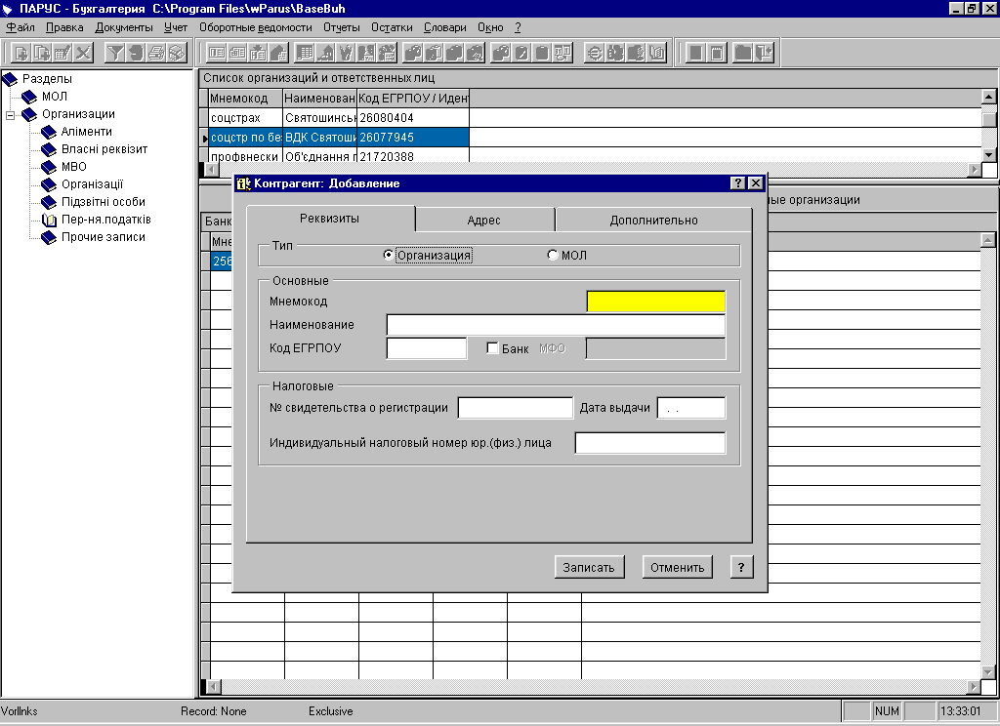 ПАРУС - Бухгалтерия C:\Program Files\wParus\BaseBuh
Файл Правка Документы Учет Оборотные ведомости Отчеты Остатки Словари Окно ?
Разделы
МОЛ
Организации
Аліменти
Власні реквізит
МВО
Організації
Підзвітні особи
Пер-ня.податків
Прочие записи
Список организаций и ответственных лиц
Мнемокод Наименован Код ЕГРПОУ / Иден
соцстрах Святошинсь 26080404
соцстр по бе ВДК Святоши 26077945
профвнески Об'єднання г 21720388
ные организации
Банк
Мне
256
Контрагент: Добавление
Реквизиты Адрес Дополнительно
Тип
Организация МОЛ
Основные
Мнемокод
Наименование
Код ЕГРПОУ Банк МФО
Налоговые
№ свидетельства о регистрации Дата выдачи . .
Индивидуальный налоговый номер юр.(физ.) лица
Записать Отменить ?
Vorllnks Record: None Exclusive NUM 13:33:01